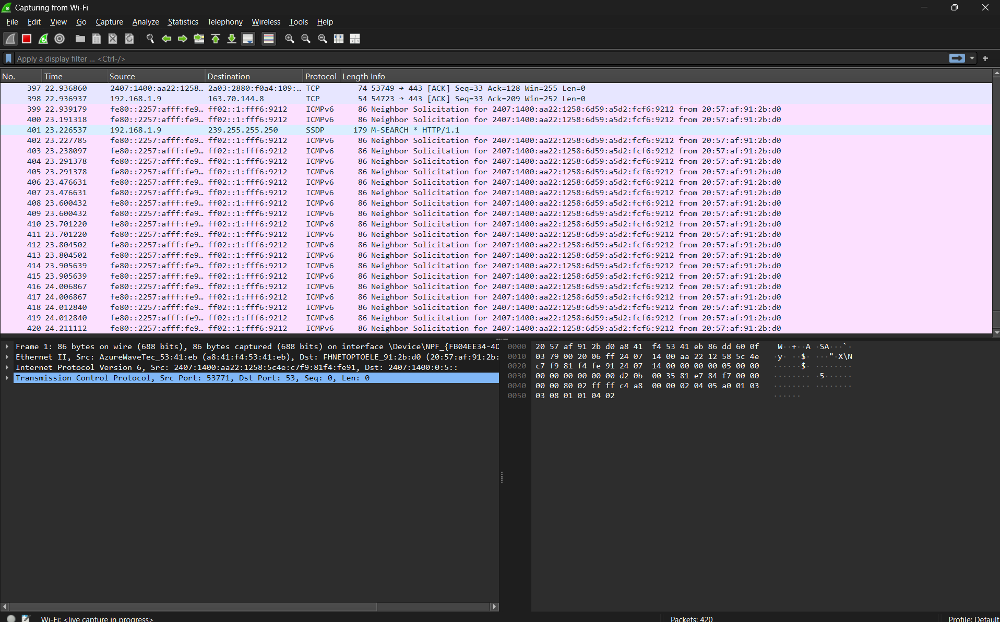 Capturing from Wi-Fi
File Edit View Go Capture Analyze Statistics Telephony Wireless Tools Help
Apply a display filter ... <Ctrl-/>
No. Time Source Destination Protocol Length Info
397 22.936860 2407:1400:aa22:1258… 2a03:2880:f0a4:109:… TCP 74 53749 → 443 [ACK] Seq=33 Ack=128 Win=255 Len=0
398 22.936937 192.168.1.9 163.70.144.8 TCP 54 54723 → 443 [ACK] Seq=33 Ack=209 Win=252 Len=0
399 22.939179 fe80::2257:afff:fe9… ff02::1:fff6:9212 ICMPv6 86 Neighbor Solicitation for 2407:1400:aa22:1258:6d59:a5d2:fcf6:9212 from 20:57:af:91:2b:d0
400 23.191318 fe80::2257:afff:fe9… ff02::1:fff6:9212 ICMPv6 86 Neighbor Solicitation for 2407:1400:aa22:1258:6d59:a5d2:fcf6:9212 from 20:57:af:91:2b:d0
401 23.226537 192.168.1.9 239.255.255.250 SSDP 179 M-SEARCH * HTTP/1.1
402 23.227785 fe80::2257:afff:fe9… ff02::1:fff6:9212 ICMPv6 86 Neighbor Solicitation for 2407:1400:aa22:1258:6d59:a5d2:fcf6:9212 from 20:57:af:91:2b:d0
403 23.238097 fe80::2257:afff:fe9… ff02::1:fff6:9212 ICMPv6 86 Neighbor Solicitation for 2407:1400:aa22:1258:6d59:a5d2:fcf6:9212 from 20:57:af:91:2b:d0
404 23.291378 fe80::2257:afff:fe9… ff02::1:fff6:9212 ICMPv6 86 Neighbor Solicitation for 2407:1400:aa22:1258:6d59:a5d2:fcf6:9212 from 20:57:af:91:2b:d0
405 23.291378 fe80::2257:afff:fe9… ff02::1:fff6:9212 ICMPv6 86 Neighbor Solicitation for 2407:1400:aa22:1258:6d59:a5d2:fcf6:9212 from 20:57:af:91:2b:d0
406 23.476631 fe80::2257:afff:fe9… ff02::1:fff6:9212 ICMPv6 86 Neighbor Solicitation for 2407:1400:aa22:1258:6d59:a5d2:fcf6:9212 from 20:57:af:91:2b:d0
407 23.476631 fe80::2257:afff:fe9… ff02::1:fff6:9212 ICMPv6 86 Neighbor Solicitation for 2407:1400:aa22:1258:6d59:a5d2:fcf6:9212 from 20:57:af:91:2b:d0
408 23.600432 fe80::2257:afff:fe9… ff02::1:fff6:9212 ICMPv6 86 Neighbor Solicitation for 2407:1400:aa22:1258:6d59:a5d2:fcf6:9212 from 20:57:af:91:2b:d0
409 23.600432 fe80::2257:afff:fe9… ff02::1:fff6:9212 ICMPv6 86 Neighbor Solicitation for 2407:1400:aa22:1258:6d59:a5d2:fcf6:9212 from 20:57:af:91:2b:d0
410 23.701220 fe80::2257:afff:fe9… ff02::1:fff6:9212 ICMPv6 86 Neighbor Solicitation for 2407:1400:aa22:1258:6d59:a5d2:fcf6:9212 from 20:57:af:91:2b:d0
411 23.701220 fe80::2257:afff:fe9… ff02::1:fff6:9212 ICMPv6 86 Neighbor Solicitation for 2407:1400:aa22:1258:6d59:a5d2:fcf6:9212 from 20:57:af:91:2b:d0
412 23.804502 fe80::2257:afff:fe9… ff02::1:fff6:9212 ICMPv6 86 Neighbor Solicitation for 2407:1400:aa22:1258:6d59:a5d2:fcf6:9212 from 20:57:af:91:2b:d0
413 23.804502 fe80::2257:afff:fe9… ff02::1:fff6:9212 ICMPv6 86 Neighbor Solicitation for 2407:1400:aa22:1258:6d59:a5d2:fcf6:9212 from 20:57:af:91:2b:d0
414 23.905639 fe80::2257:afff:fe9… ff02::1:fff6:9212 ICMPv6 86 Neighbor Solicitation for 2407:1400:aa22:1258:6d59:a5d2:fcf6:9212 from 20:57:af:91:2b:d0
415 23.905639 fe80::2257:afff:fe9… ff02::1:fff6:9212 ICMPv6 86 Neighbor Solicitation for 2407:1400:aa22:1258:6d59:a5d2:fcf6:9212 from 20:57:af:91:2b:d0
416 24.006867 fe80::2257:afff:fe9… ff02::1:fff6:9212 ICMPv6 86 Neighbor Solicitation for 2407:1400:aa22:1258:6d59:a5d2:fcf6:9212 from 20:57:af:91:2b:d0
417 24.006867 fe80::2257:afff:fe9… ff02::1:fff6:9212 ICMPv6 86 Neighbor Solicitation for 2407:1400:aa22:1258:6d59:a5d2:fcf6:9212 from 20:57:af:91:2b:d0
418 24.012840 fe80::2257:afff:fe9… ff02::1:fff6:9212 ICMPv6 86 Neighbor Solicitation for 2407:1400:aa22:1258:6d59:a5d2:fcf6:9212 from 20:57:af:91:2b:d0
419 24.012840 fe80::2257:afff:fe9… ff02::1:fff6:9212 ICMPv6 86 Neighbor Solicitation for 2407:1400:aa22:1258:6d59:a5d2:fcf6:9212 from 20:57:af:91:2b:d0
420 24.211112 fe80::2257:afff:fe9… ff02::1:fff6:9212 ICMPv6 86 Neighbor Solicitation for 2407:1400:aa22:1258:6d59:a5d2:fcf6:9212 from 20:57:af:91:2b:d0
Frame 1: 86 bytes on wire (688 bits), 86 bytes captured (688 bits) on interface \Device\NPF_{FB04EE34-4D
Ethernet II, Src: AzureWaveTec_53:41:eb (a8:41:f4:53:41:eb), Dst: FHNETOPTOELE_91:2b:d0 (20:57:af:91:2b:
Internet Protocol Version 6, Src: 2407:1400:aa22:1258:5c4e:c7f9:81f4:fe91, Dst: 2407:1400:0:5::
Transmission Control Protocol, Src Port: 53771, Dst Port: 53, Seq: 0, Len: 0
0000 20 57 af 91 2b d0 a8 41 f4 53 41 eb 86 dd 60 0f  W··+··A ·SA···`·
0010 03 79 00 20 06 ff 24 07 14 00 aa 22 12 58 5c 4e ·y· ··$· ···"·X\N
0020 c7 f9 81 f4 fe 91 24 07 14 00 00 00 00 05 00 00 ······$· ········
0030 00 00 00 00 00 00 d2 0b 00 35 81 e7 84 f7 00 00 ········ ·5······
0040 00 00 80 02 ff ff c4 a8 00 00 02 04 05 a0 01 03 ········ ········
0050 03 08 01 01 04 02 ······
Wi-Fi: <live capture in progress> Packets: 420 Profile: Default